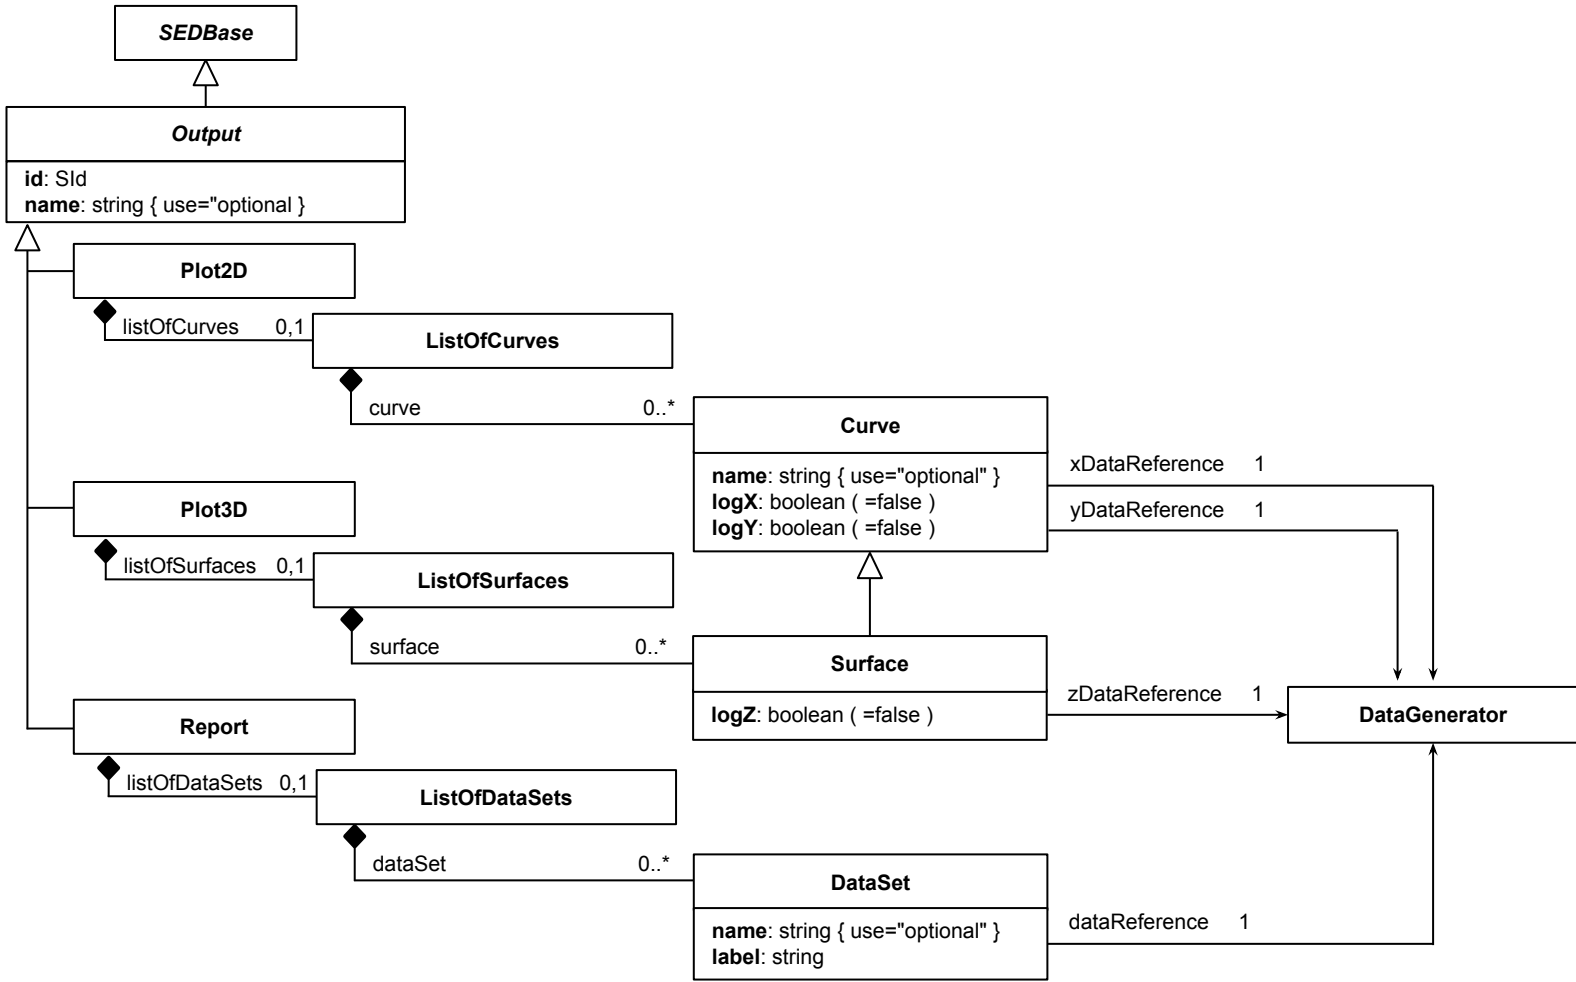 SEDBase
Output
id: SId
name: string { use="optional }
Plot2D
listOfCurves 0,1
ListOfCurves
curve 0..*
Curve
name: string { use="optional" }
logX: boolean ( =false )
logY: boolean ( =false )
xDataReference 1
yDataReference 1
Plot3D
listOfSurfaces 0,1
ListOfSurfaces
surface 0..*
Surface
logZ: boolean ( =false )
zDataReference 1
DataGenerator
Report
listOfDataSets 0,1
ListOfDataSets
dataSet 0..*
DataSet
name: string { use="optional" }
label: string
dataReference 1